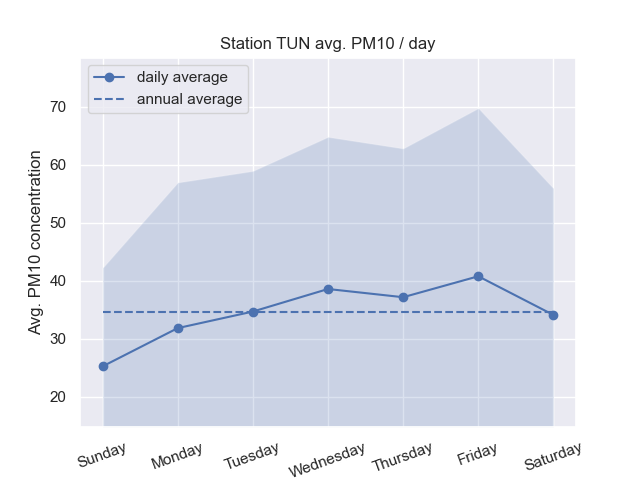 Station TUN avg. PM10 / day
daily average
annual average
Avg. PM10 concentration
70
60
50
40
30
20
Sunday
Monday
Tuesday
Wednesday
Thursday
Friday
Saturday